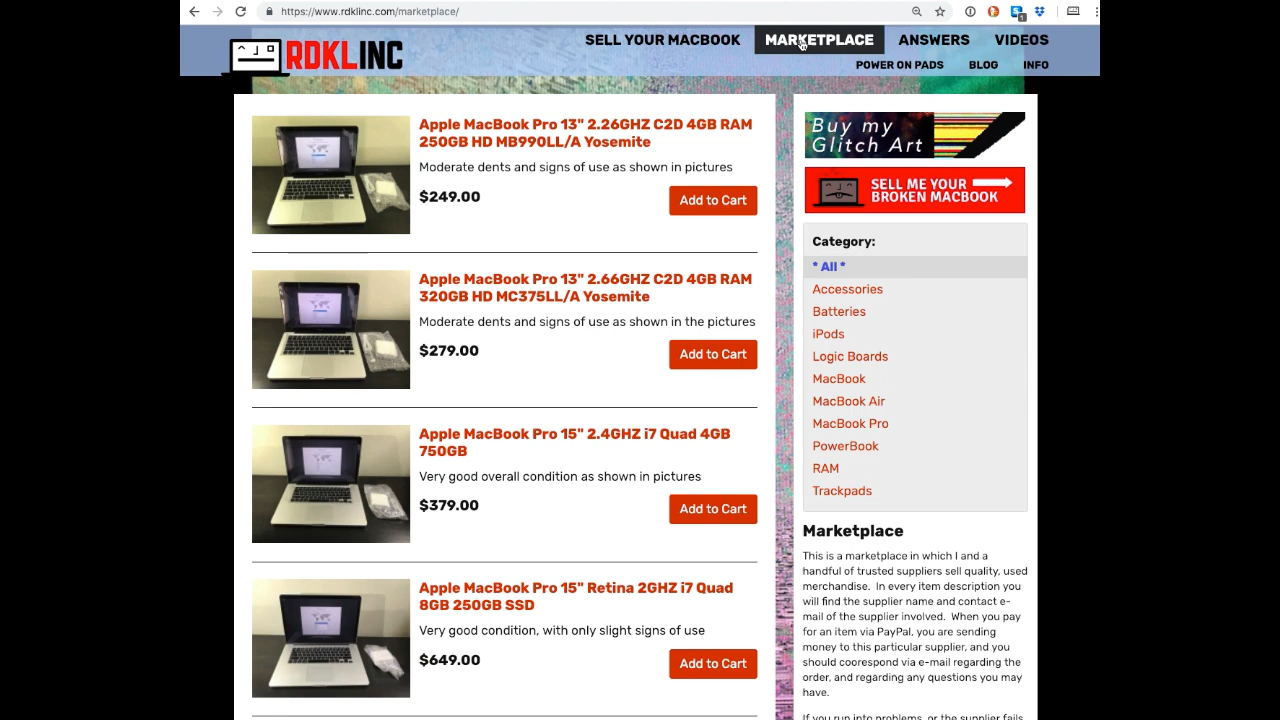 https://www.rdklinc.com/marketplace/
1
RDKLINC
SELL YOUR MACBOOK
MARKETPLACE
ANSWERS
VIDEOS
POWER ON PADS
BLOG
INFO
Apple MacBook Pro 13" 2.26GHZ C2D 4GB RAM
250GB HD MB990LL/A Yosemite
Moderate dents and signs of use as shown in pictures
$249.00
Add to Cart
Apple MacBook Pro 13" 2.66GHZ C2D 4GB RAM
320GB HD MC375LL/A Yosemite
Moderate dents and signs of use as shown in the pictures
$279.00
Add to Cart
Apple MacBook Pro 15" 2.4GHZ i7 Quad 4GB
750GB
Very good overall condition as shown in pictures
$379.00
Add to Cart
Apple MacBook Pro 15" Retina 2GHZ i7 Quad
8GB 250GB SSD
Very good condition, with only slight signs of use
$649.00
Add to Cart
Buy my
Glitch Art
SELL ME YOUR
BROKEN MACBOOK
Category:
* All *
Accessories
Batteries
iPods
Logic Boards
MacBook
MacBook Air
MacBook Pro
PowerBook
RAM
Trackpads
Marketplace
This is a marketplace in which I and a
handful of trusted suppliers sell quality, used
merchandise. In every item description you
will find the supplier name and contact e-
mail of the supplier involved. When you pay
for an item via PayPal, you are sending
money to this particular supplier, and you
should coorespond via e-mail regarding the
order, and regarding any questions you may
have.
If you run into problems, or the supplier fails